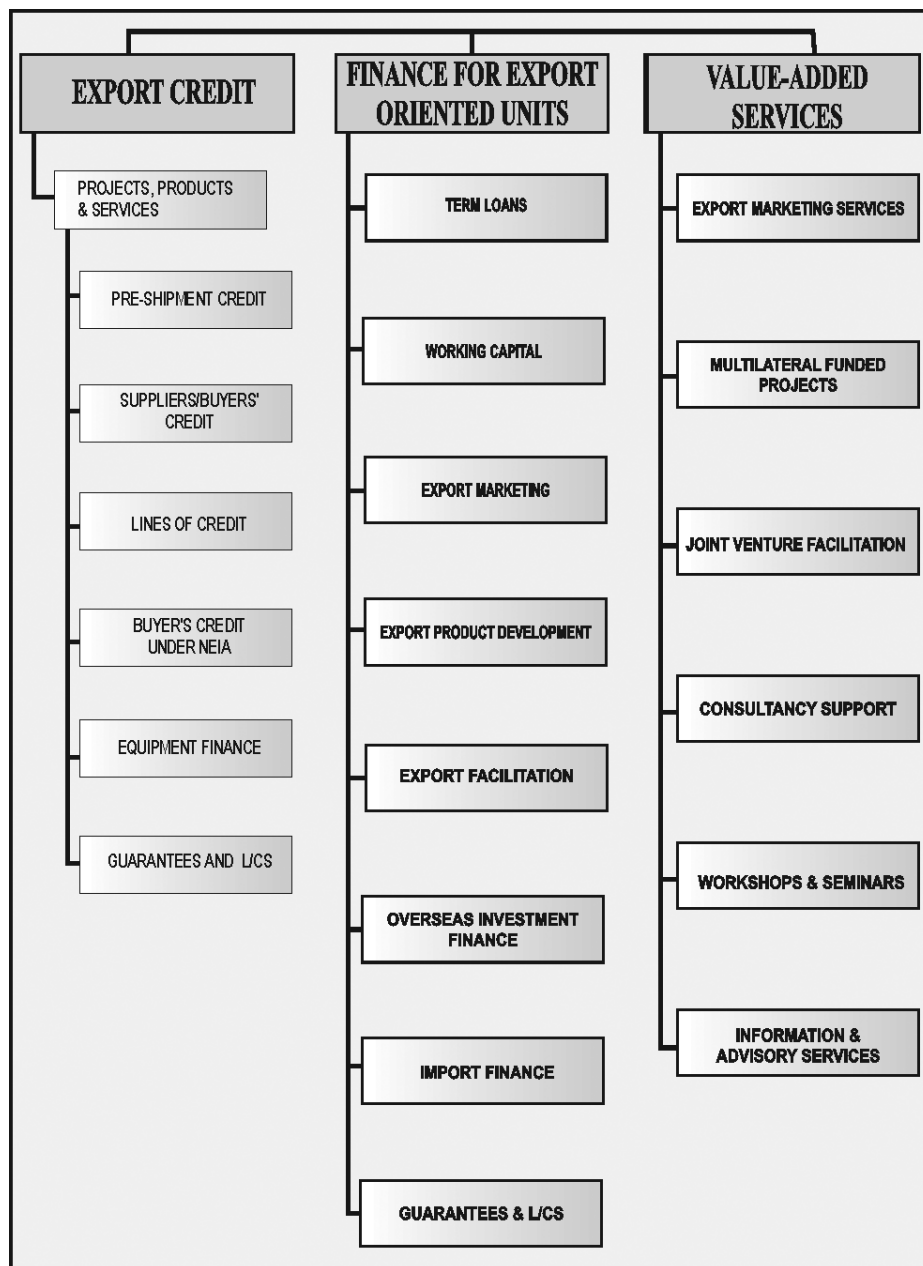 EXPORT CREDIT
PROJECTS, PRODUCTS
& SERVICES
PRE-SHIPMENT CREDIT
SUPPLIERS/BUYERS'
CREDIT
LINES OF CREDIT
BUYER'S CREDIT
UNDER NEIA
EQUIPMENT FINANCE
GUARANTEES AND L/CS
FINANCE FOR EXPORT
ORIENTED UNITS
TERM LOANS
WORKING CAPITAL
EXPORT MARKETING
EXPORT PRODUCT DEVELOPMENT
EXPORT FACILITATION
OVERSEAS INVESTMENT
FINANCE
IMPORT FINANCE
GUARANTEES & L/CS
VALUE-ADDED
SERVICES
EXPORT MARKETING SERVICES
MULTILATERAL FUNDED
PROJECTS
JOINT VENTURE FACILITATION
CONSULTANCY SUPPORT
WORKSHOPS & SEMINARS
INFORMATION &
ADVISORY SERVICES